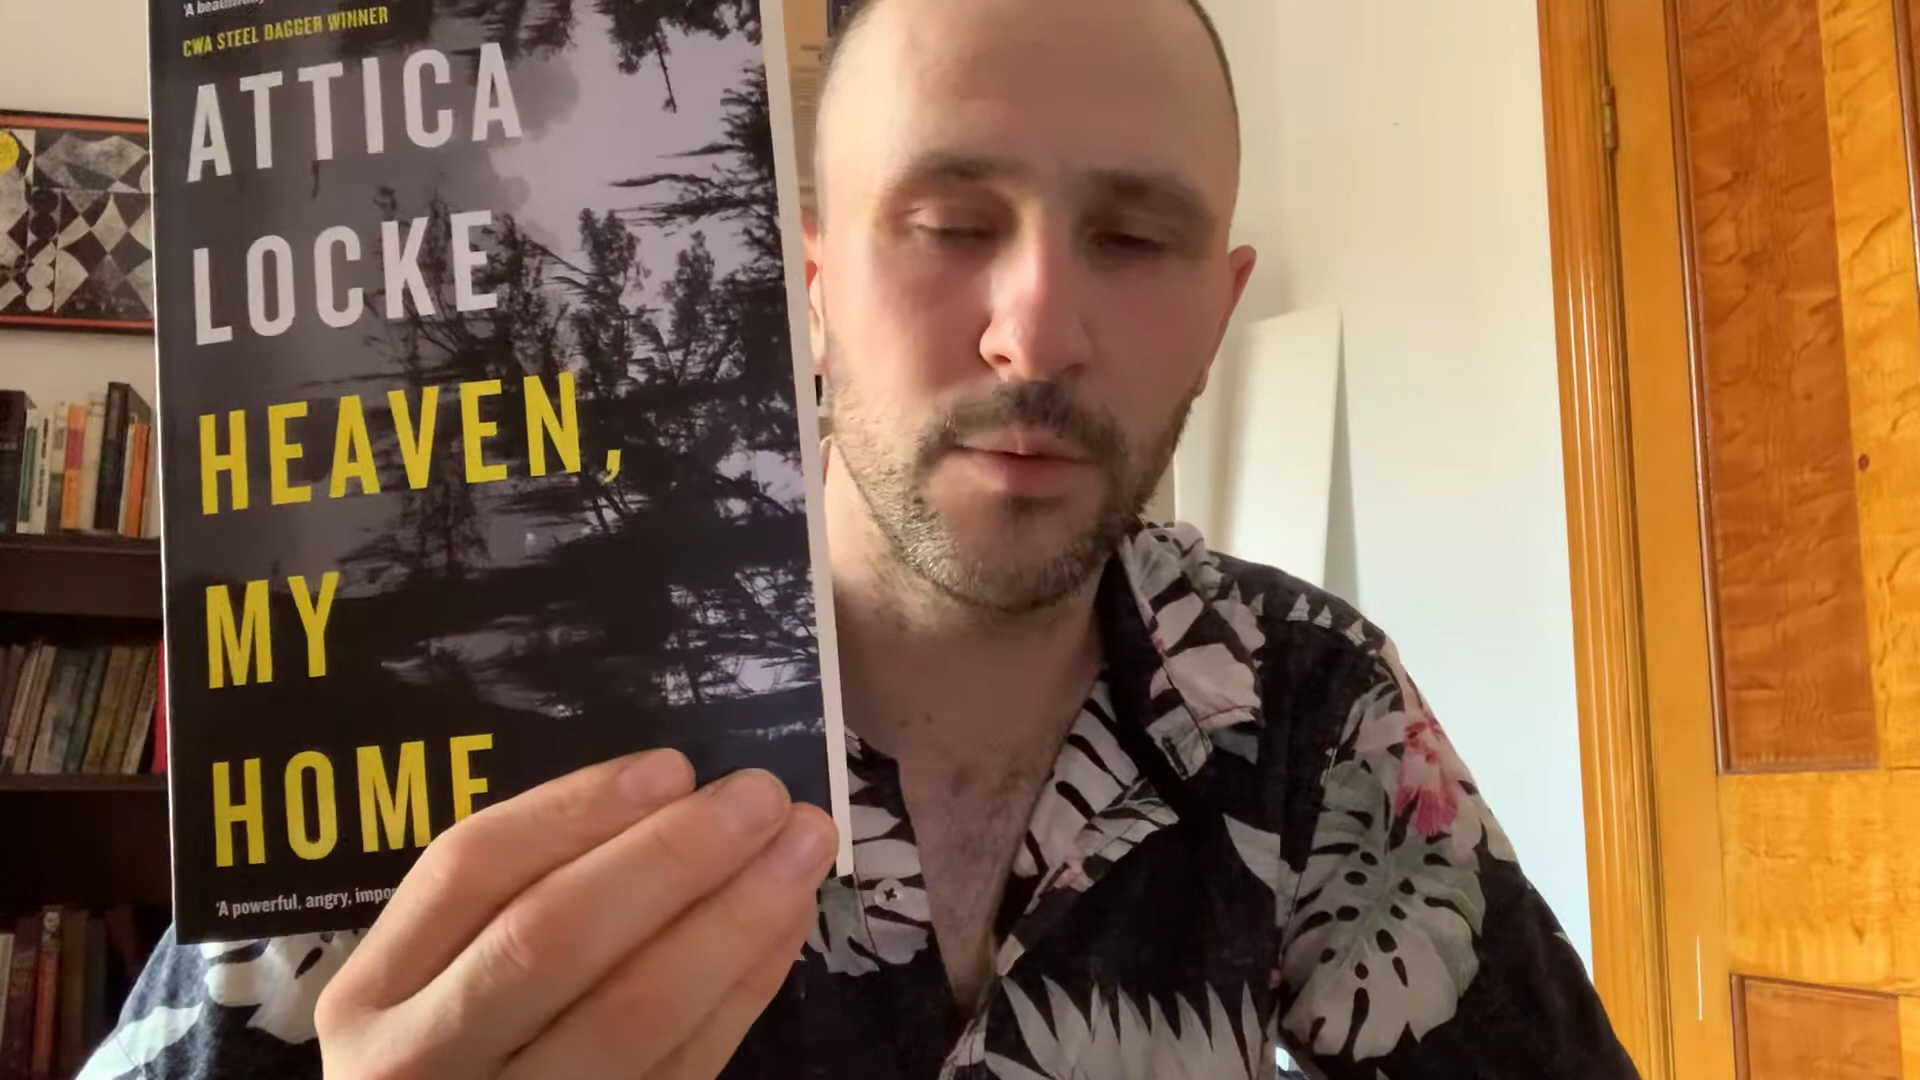 'A
CWA STEEL DAGGER WINNER
ATTICA
LOCKE
HEAVEN,
MY
HOME
'A powerful, angry,